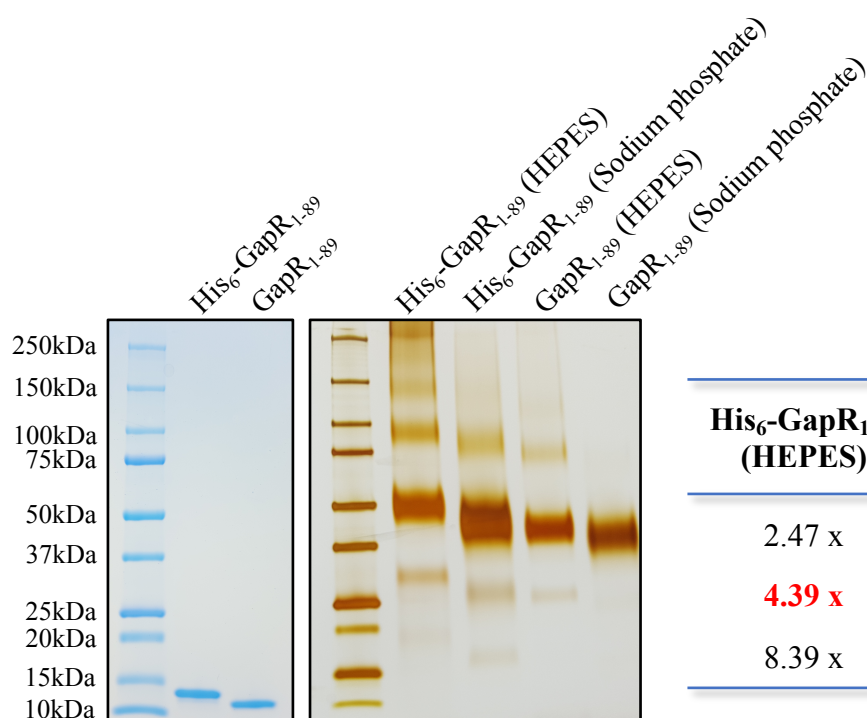 His₆-GapR₁₋₈₉
GapR₁₋₈₉
His₆-GapR₁₋₈₉ (HEPES)
His₆-GapR₁₋₈₉ (Sodium phosphate)
GapR₁₋₈₉ (HEPES)
GapR₁₋₈₉ (Sodium phosphate)
250kDa
150kDa
100kDa
75kDa
50kDa
37kDa
25kDa
20kDa
15kDa
10kDa
His₆-GapR₁
(HEPES)
2.47 x
4.39 x
8.39 x